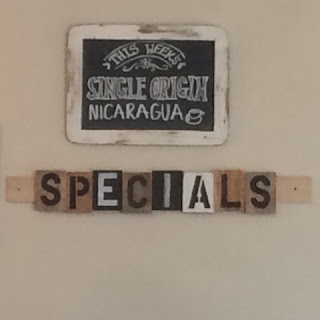 THIS WEEKS
SINGLE ORIGIN
NICARAGUA
SPECIALS